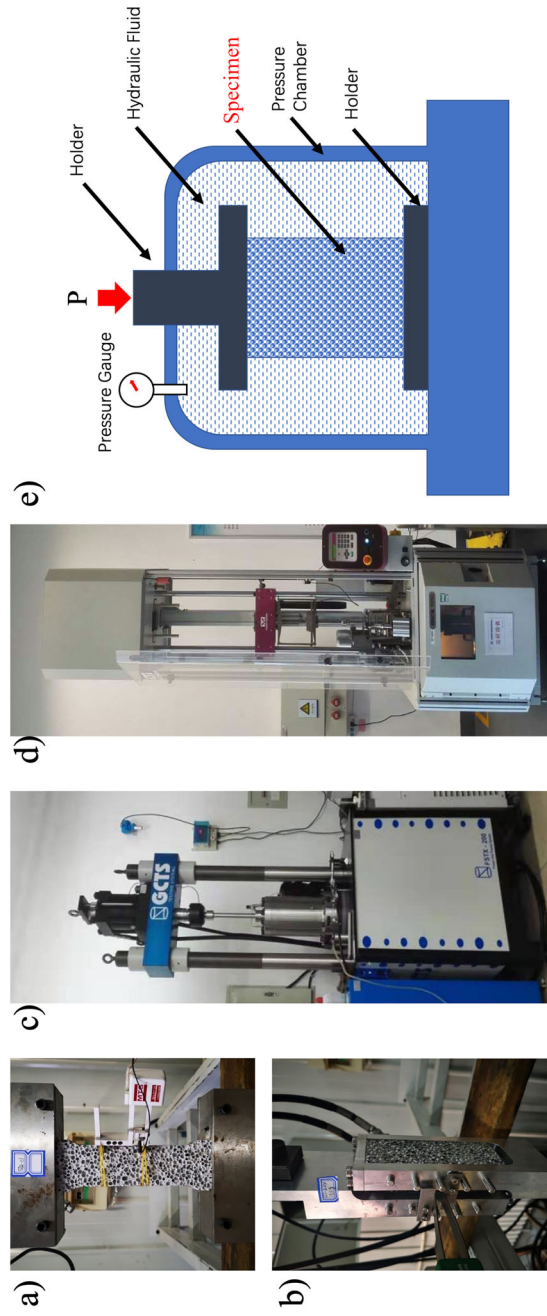 a)
b)
c)
GCTS
FSTX - 200
d)
e)
P
Pressure Gauge
Holder
Hydraulic Fluid
Specimen
Pressure
Chamber
Holder